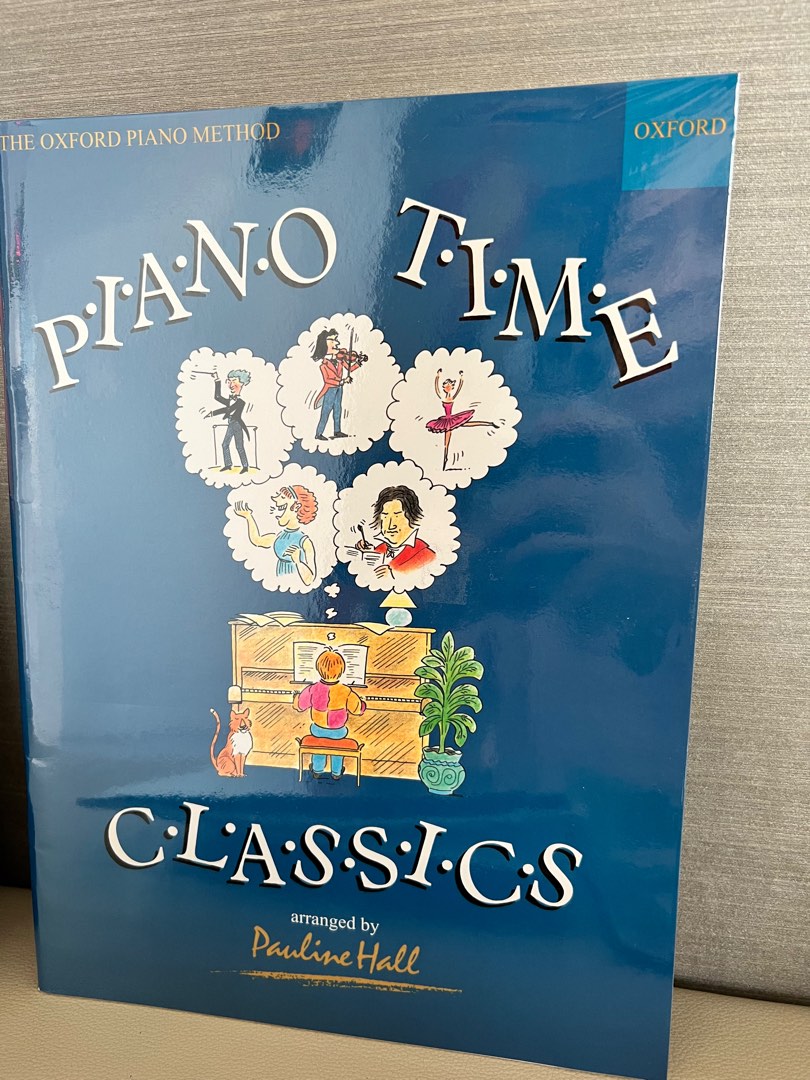 THE OXFORD PIANO METHOD
OXFORD
P·I·A·N·O T·I·M·E
C·L·A·S·S·I·C·S
arranged by
Pauline Hall